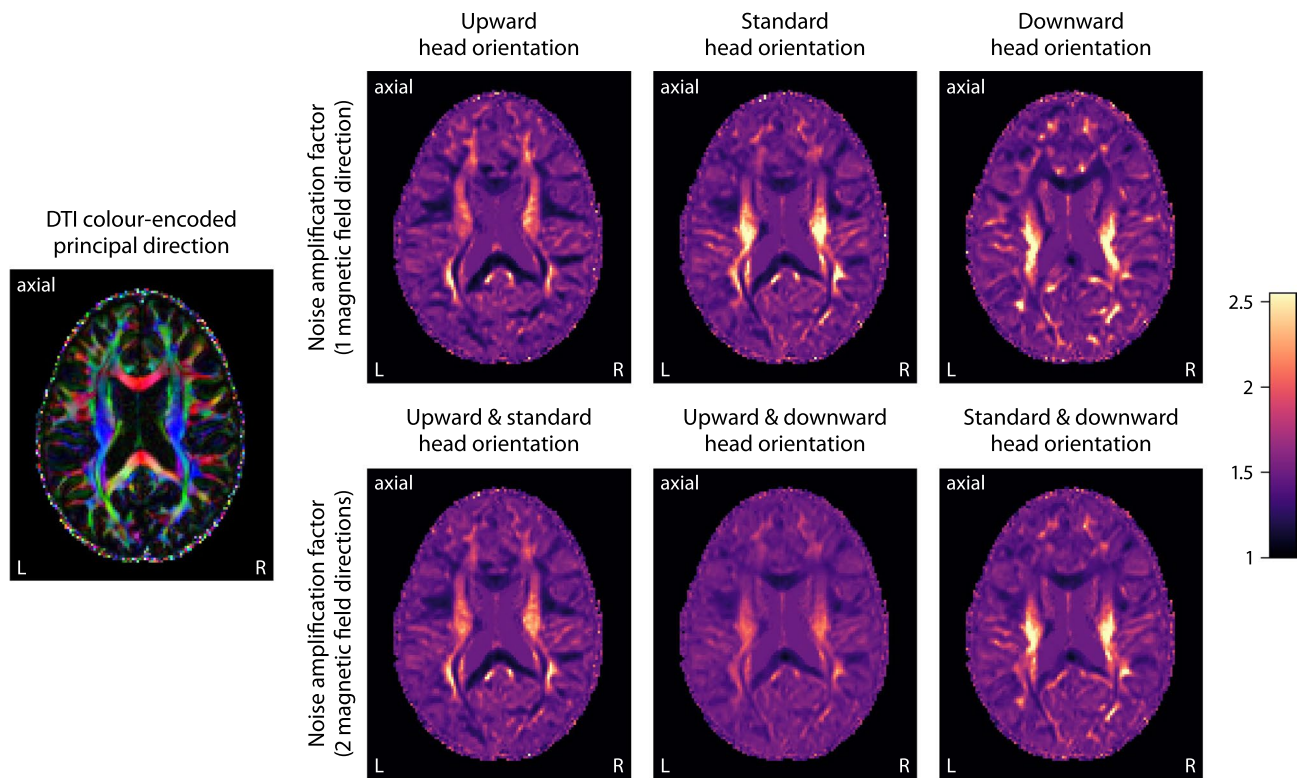 DTI colour-encoded
principal direction
axial
L
R
Noise amplification factor
(1 magnetic field direction)
Upward
head orientation
axial
L
R
Standard
head orientation
axial
L
R
Downward
head orientation
axial
L
R
Noise amplification factor
(2 magnetic field directions)
Upward & standard
head orientation
axial
L
R
Upward & downward
head orientation
axial
L
R
Standard & downward
head orientation
axial
L
R
2.5
2
1.5
1